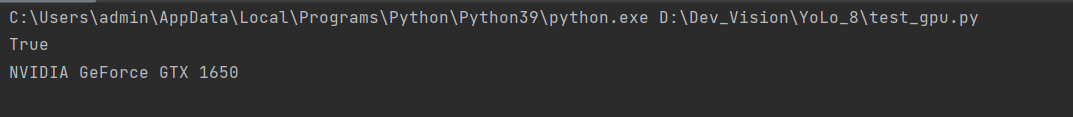 C:\Users\admin\AppData\Local\Programs\Python\Python39\python.exe D:\Dev_Vision\YoLo_8\test_gpu.py
True
NVIDIA GeForce GTX 1650